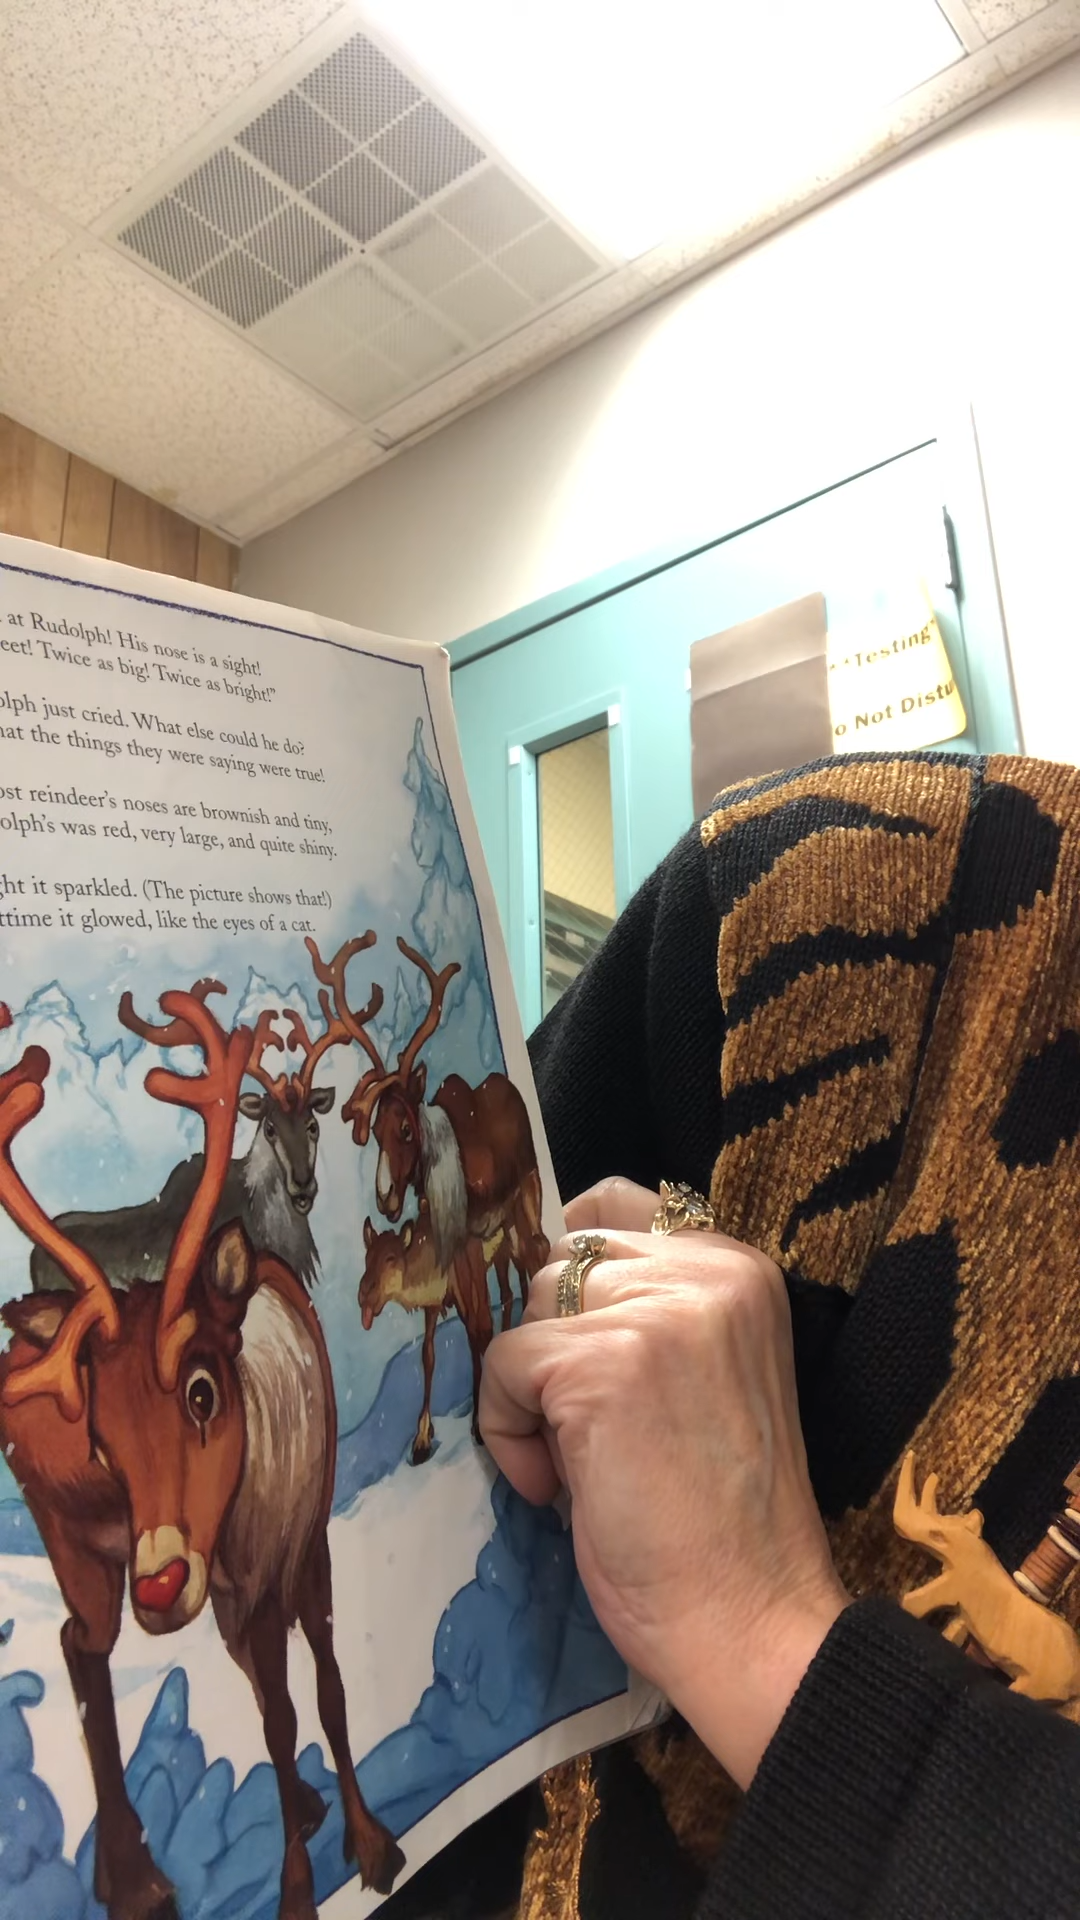 at Rudolph! His nose is a sight!
eet! Twice as big! Twice as bright!”
olph just cried. What else could he do?
hat the things they were saying were true!
ost reindeer’s noses are brownish and tiny,
olph’s was red, very large, and quite shiny.
ght it sparkled. (The picture shows that!)
ttime it glowed, like the eyes of a cat.
*Testing*
o Not Distu